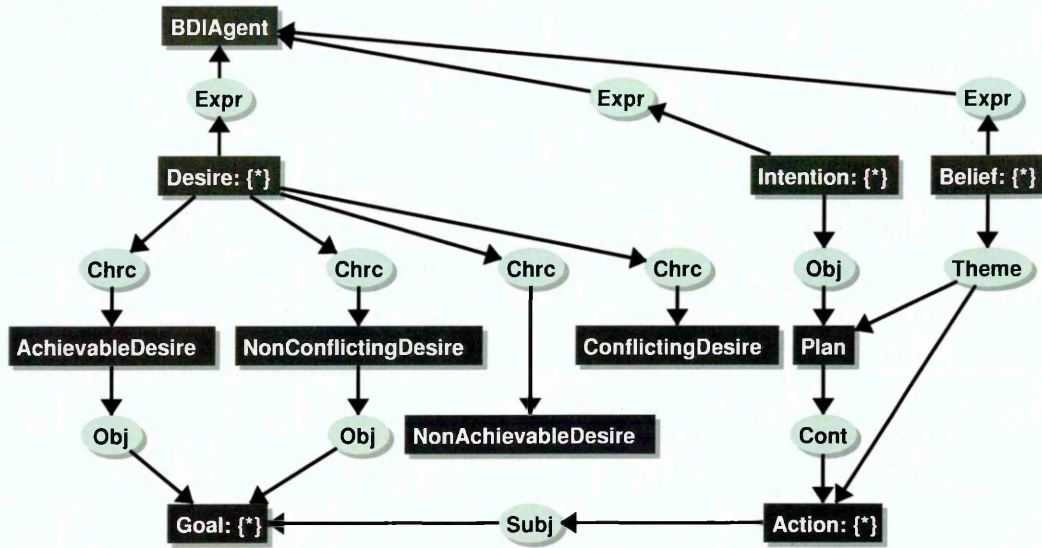 BDIAgent
Expr
Expr
Expr
Desire: {*}
Intention: {*}
Belief: {*}
Chrc
Chrc
Chrc
Chrc
Obj
Theme
AchievableDesire
NonConflictingDesire
ConflictingDesire
Plan
Obj
Obj
NonAchievableDesire
Cont
Goal: {*}
Subj
Action: {*}